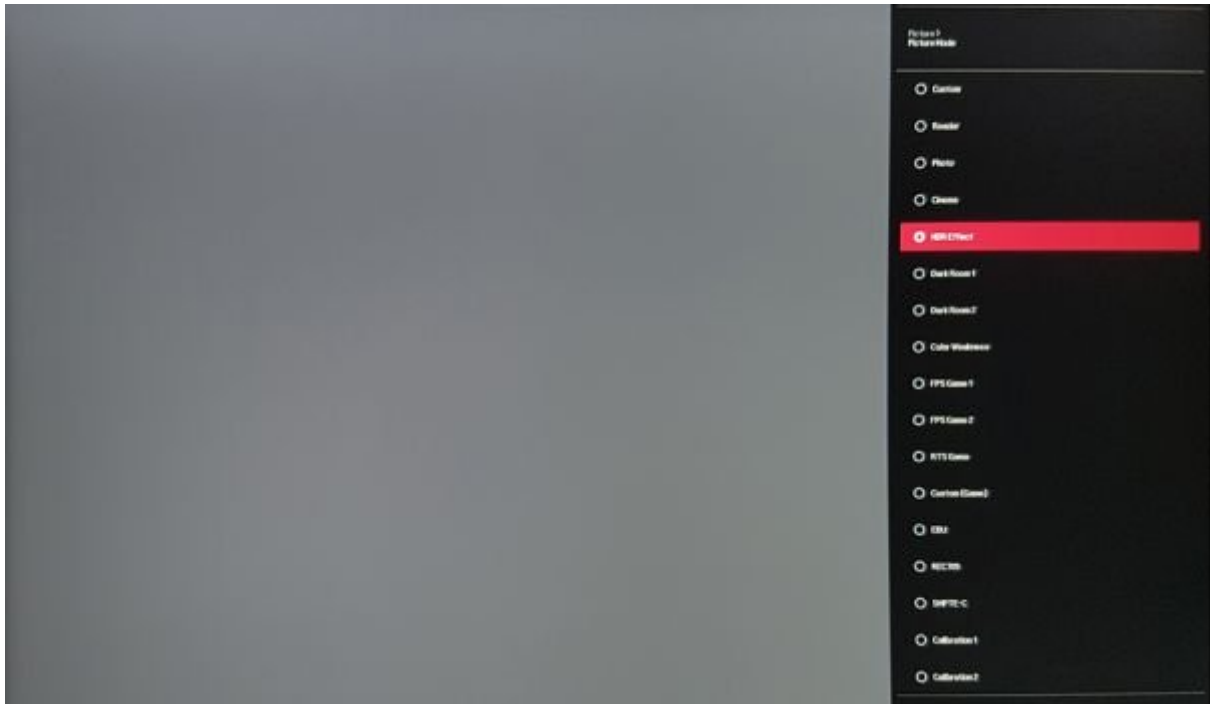 Picture >
Picture Mode
Custom
Reader
Photo
Cinema
HDR Effect
Dark Room 1
Dark Room 2
Color Weakness
FPS Game 1
FPS Game 2
RTS Game
Custom (Game)
EBU
REC709
SMPTE-C
Calibration 1
Calibration 2